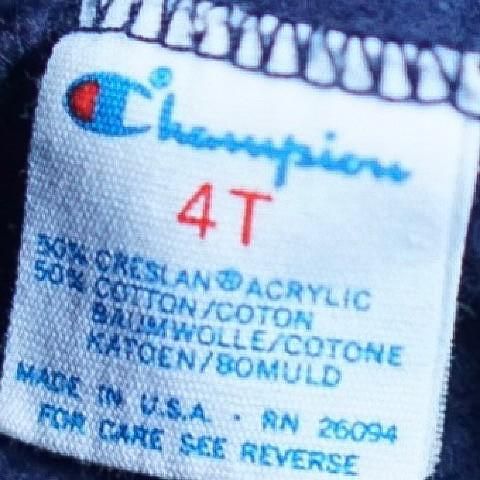 Champion®
4T
50% CRESLAN® ACRYLIC
50% COTTON/COTON
BAUMWOLLE/COTONE
KATOEN/BOMULD
MADE IN U.S.A. · RN 26094
FOR CARE SEE REVERSE